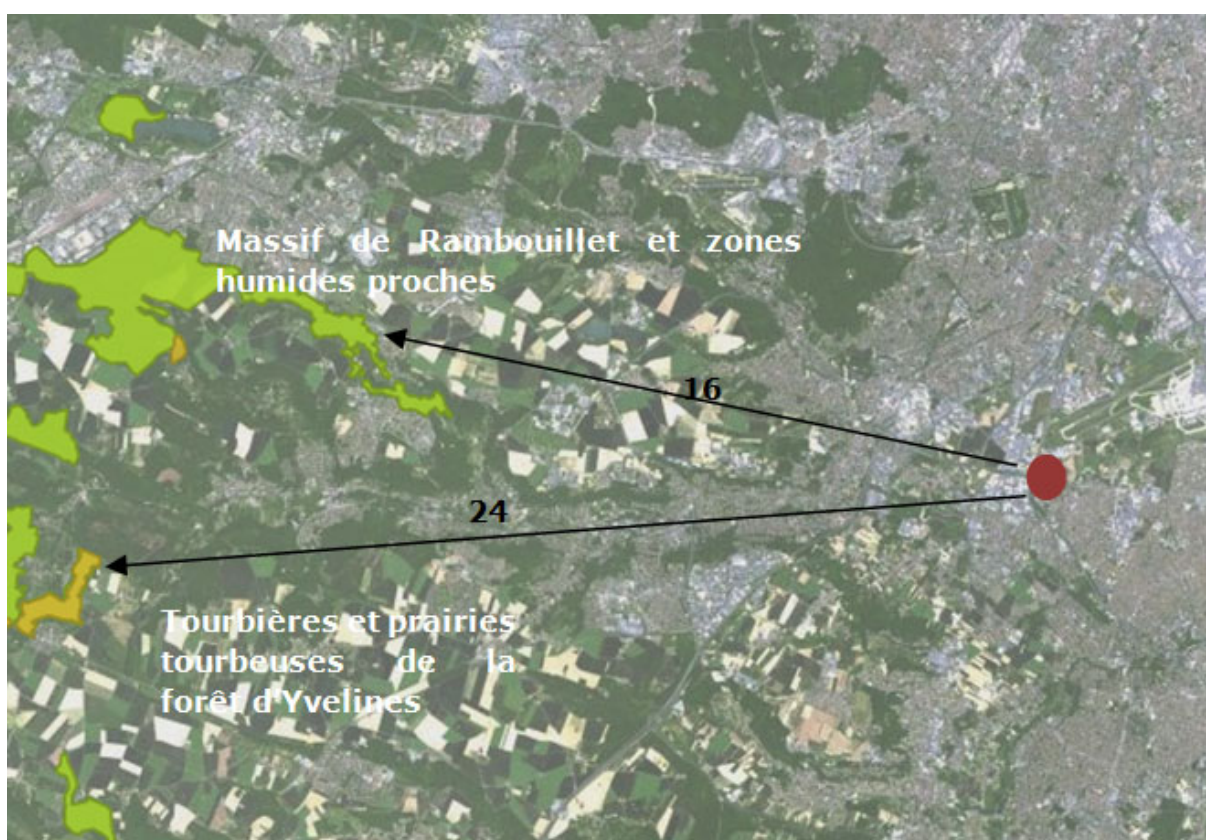 Massif de Rambouillet et zones
humides proches
16
24
Tourbières et prairies
tourbeuses de la
forêt d'Yvelines